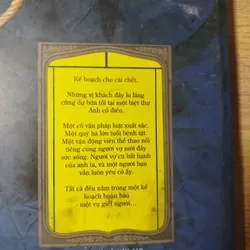 Kế hoạch cho cái chết.
Những vị khách đầy lo lắng
cùng dự bữa tối tại một biệt thự
Anh cổ điển.
Một cố vấn pháp luật xuất sắc.
Một quý bà lớn tuổi bệnh tật.
Một vận động viên thể thao nổi
tiếng cùng người vợ mới đầy
sức sống. Người vợ cũ bất hạnh
của anh ta, và một người bạn
vẫn luôn yêu cô ấy.
Tất cả đều nằm trong một kế
hoạch hoàn hảo
một vụ giết người...